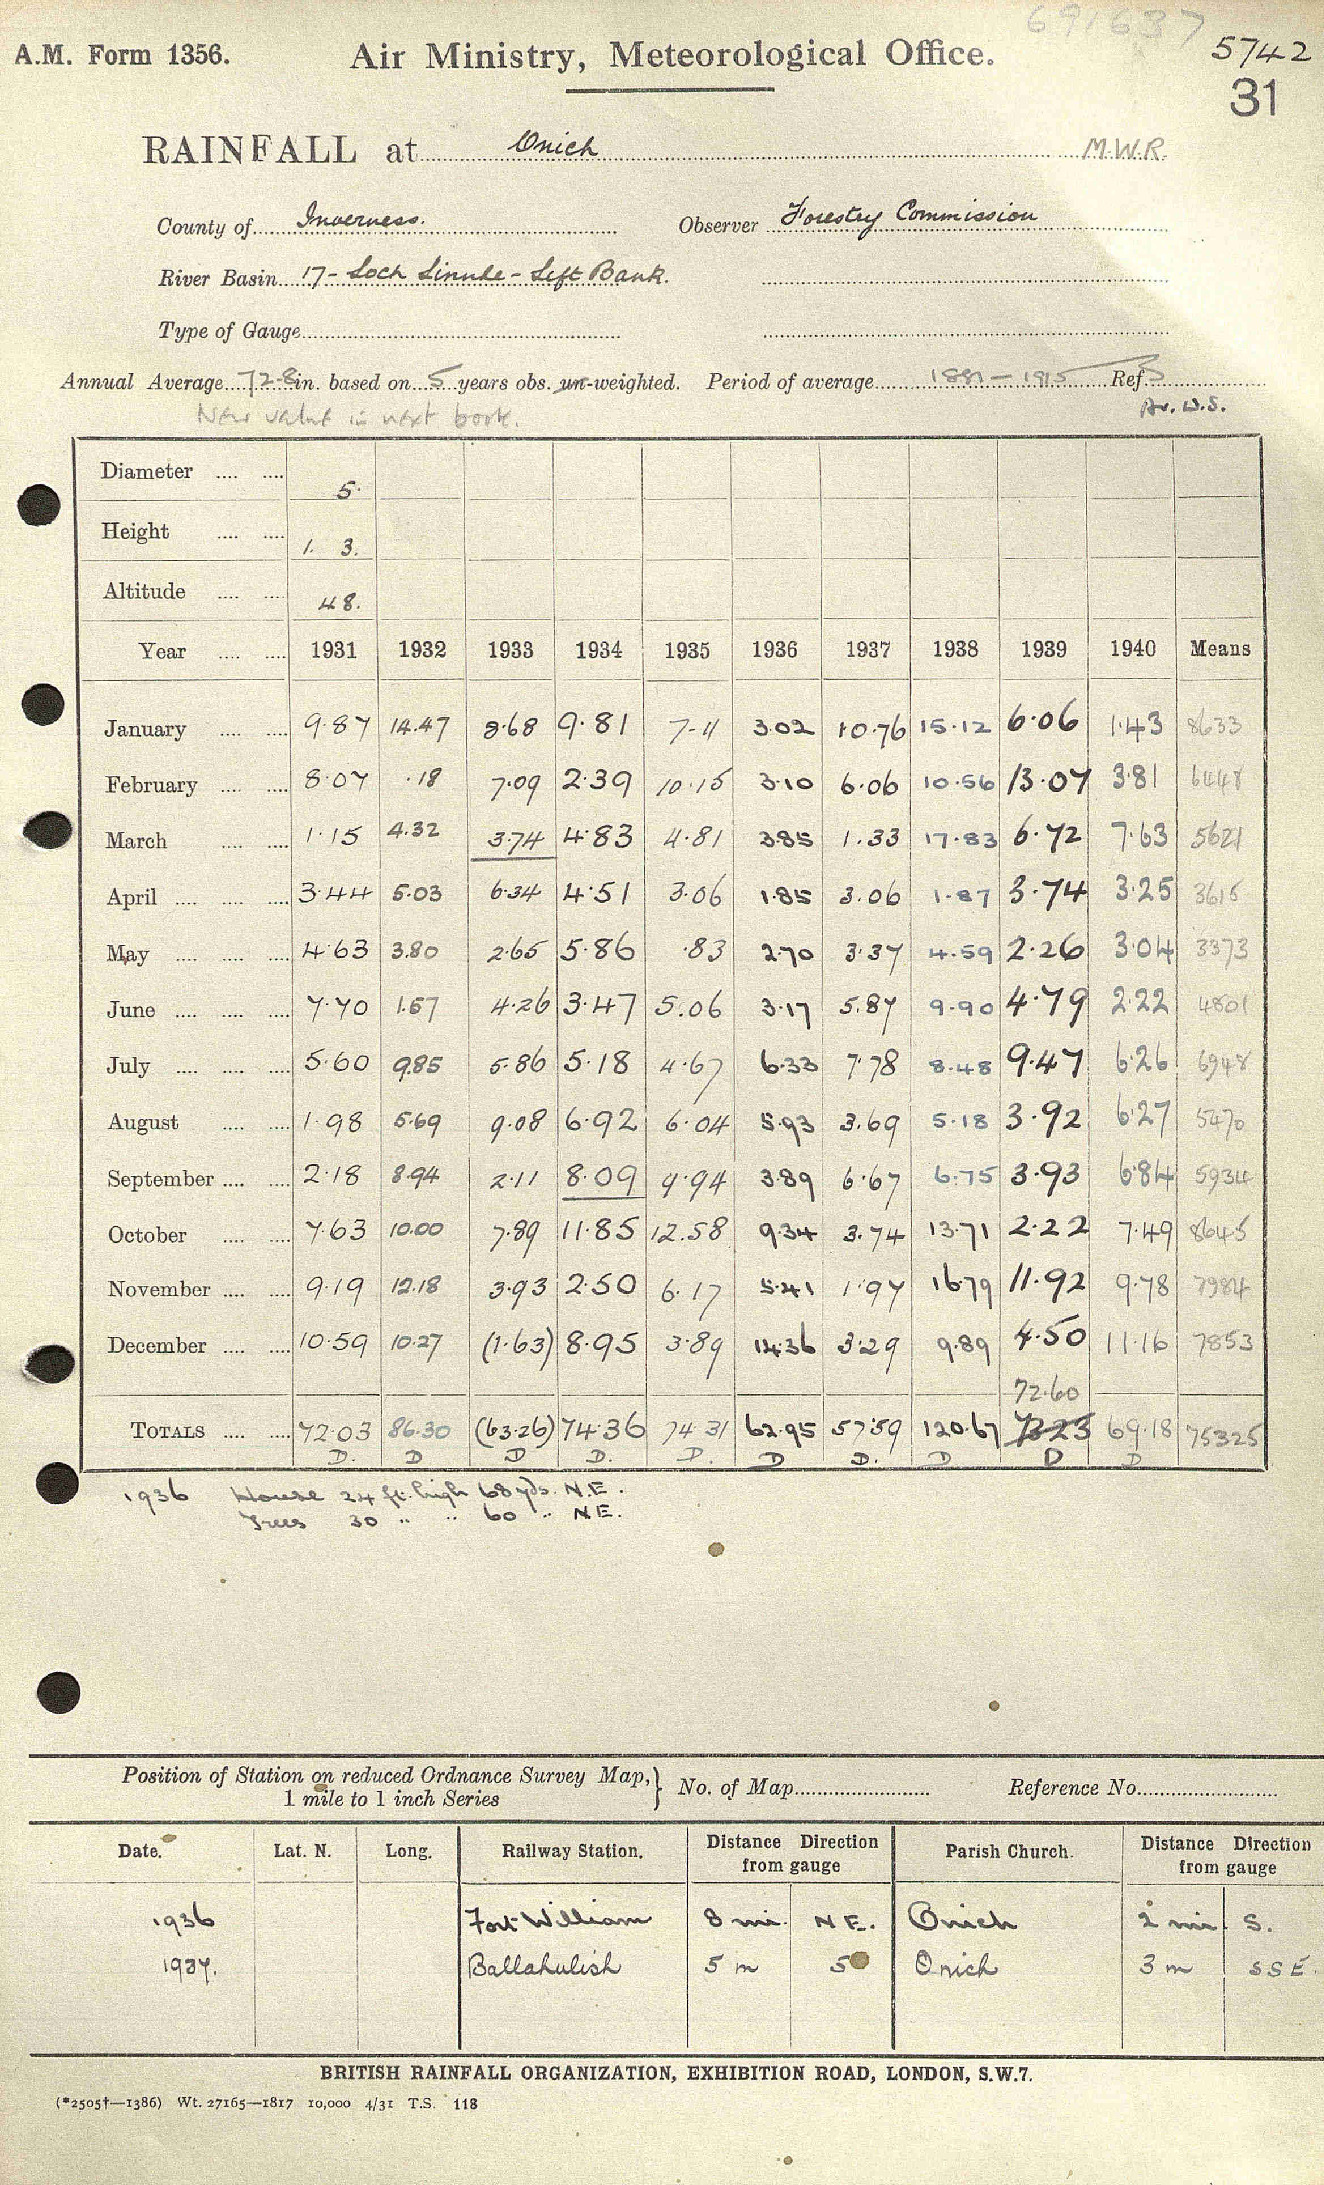 691637
A.M. Form 1356. Air Ministry, Meteorological Office. 5742
31
RAINFALL at Onich M.W.R.
County of Inverness. Observer Forestry Commission
River Basin 17 - Loch Linnhe - Left Bank.
Type of Gauge
Annual Average 72.8 in. based on 5 years obs. un-weighted. Period of average 1881-1915 Ref.
New value in next book. Av. W.S.
Diameter 5.
Height 1. 3.
Altitude 48.
Year 1931 1932 1933 1934 1935 1936 1937 1938 1939 1940 Means
January 9.87 14.47 8.68 9.81 7.11 3.02 10.76 15.12 6.06 1.43 8633
February 8.07 .18 7.09 2.39 10.15 3.10 6.06 10.56 13.07 3.81 6448
March 1.15 4.32 3.74 4.83 4.81 3.85 1.33 17.83 6.72 7.63 5621
April 3.44 5.03 6.34 4.51 3.06 1.85 3.06 1.87 3.74 3.25 3615
May 4.63 3.80 2.65 5.86 .83 2.70 3.37 4.59 2.26 3.04 3373
June 7.70 1.57 4.26 3.47 5.06 3.17 5.87 9.90 4.79 2.22 4801
July 5.60 9.85 5.86 5.18 4.67 6.33 7.78 8.48 9.47 6.26 6948
August 1.98 5.69 9.08 6.92 6.04 5.93 3.69 5.18 3.92 6.27 5470
September 2.18 8.94 2.11 8.09 9.94 3.89 6.67 6.75 3.93 6.84 5934
October 7.63 10.00 7.89 11.85 12.58 9.34 3.74 13.71 2.22 7.49 8645
November 9.19 12.18 3.93 2.50 6.17 5.41 1.97 16.79 11.92 9.78 7984
December 10.59 10.27 (1.63) 8.95 3.89 14.36 3.29 9.89 4.50 11.16 7853
72.60
TOTALS 72.03 86.30 (63.26) 74.36 74.31 62.95 57.59 120.67 69.18 75325
D. D D D. D. D D. D D D
1936 House 24 ft. high 68 yds. N.E.
Trees 30 " " 60 " N.E.
Position of Station on reduced Ordnance Survey Map, No. of Map Reference No.
1 mile to 1 inch Series
Date. Lat. N. Long. Railway Station. Distance Direction Parish Church. Distance Direction
from gauge from gauge
1936 Fort William 8 mi. N E. Onich 2 mi S.
1937. Ballahulish 5 m S Onich 3 m S S E.
BRITISH RAINFALL ORGANIZATION, EXHIBITION ROAD, LONDON, S.W.7.
(*2505†—1386) Wt. 27165—1817 10,000 4/31 T.S. 118